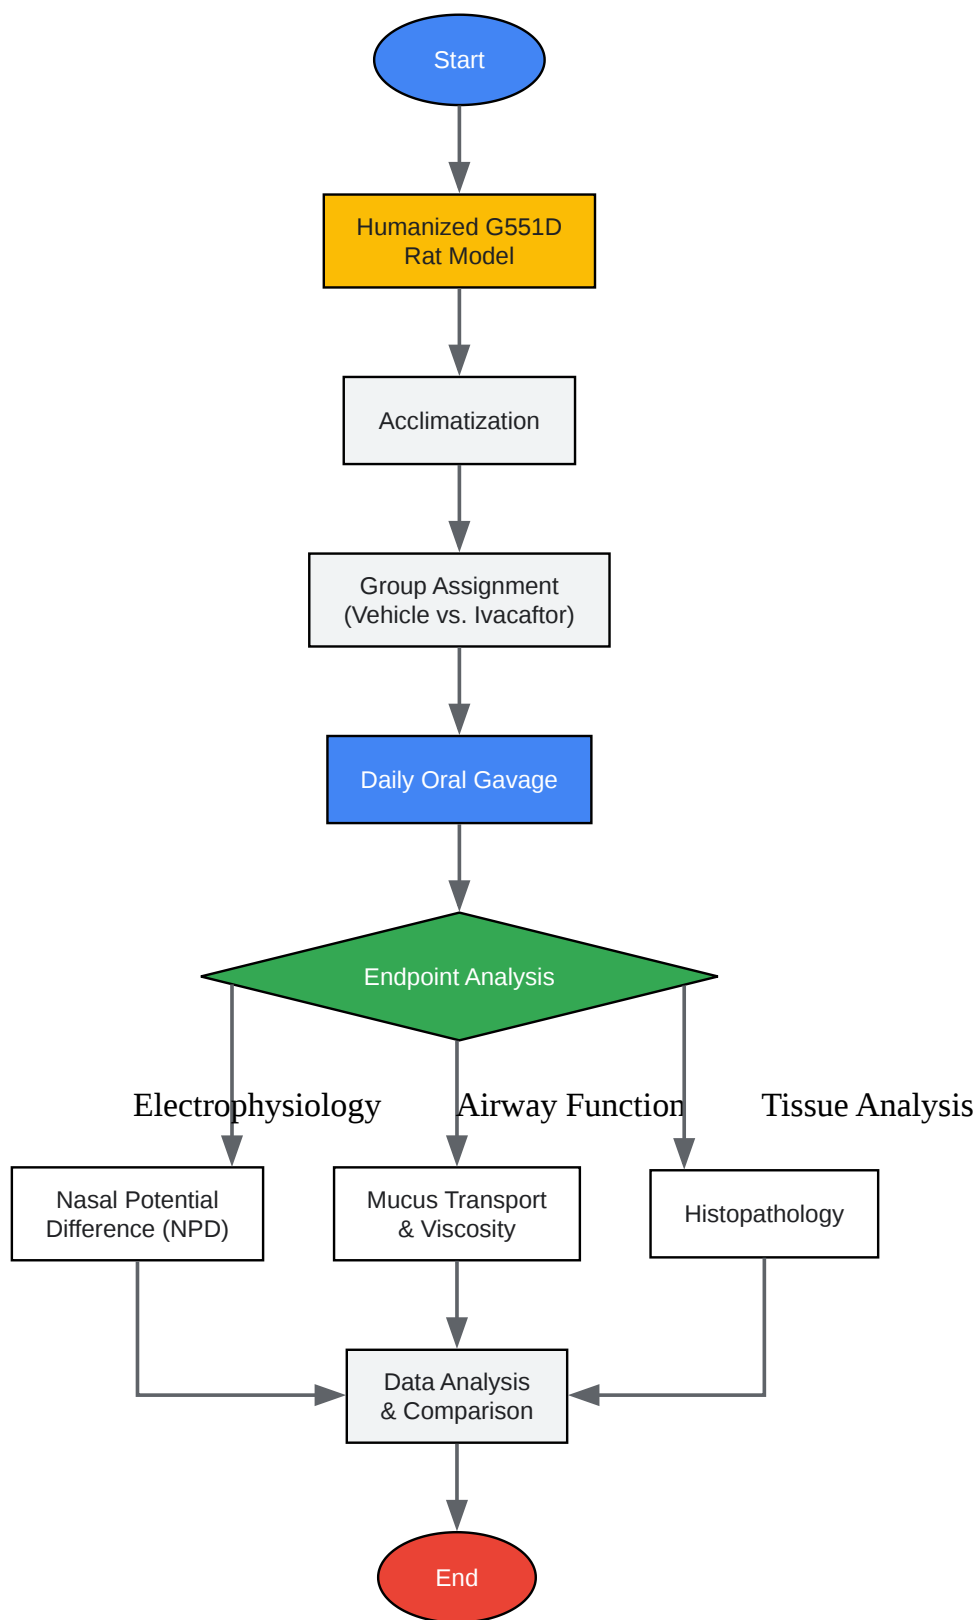 Start
Humanized G551D
Rat Model
Acclimatization
Group Assignment
(Vehicle vs. Ivacaftor)
Daily Oral Gavage
Endpoint Analysis
Electrophysiology
Airway Function
Tissue Analysis
Nasal Potential
Difference (NPD)
Mucus Transport
& Viscosity
Histopathology
Data Analysis
& Comparison
End